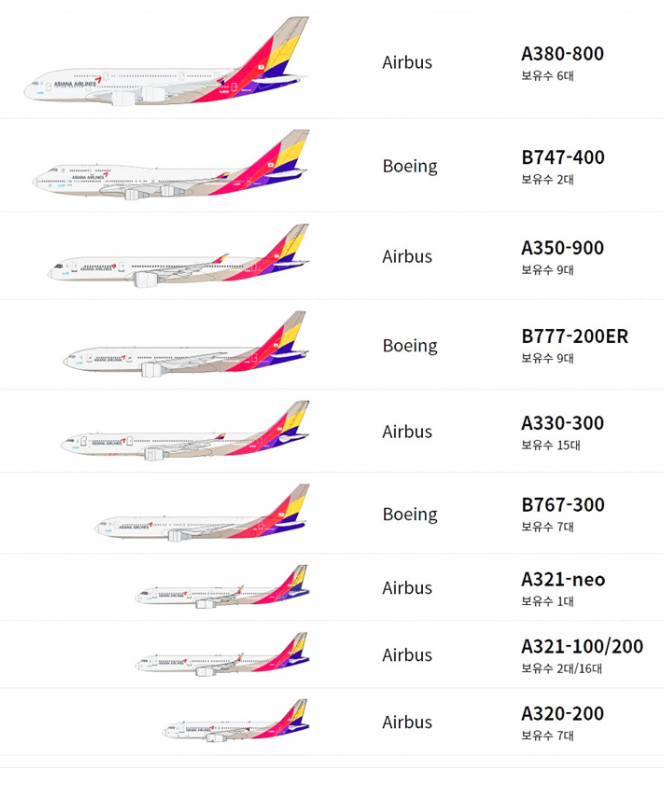 ASIANA AIRLINES
Airbus
A380-800
보유수 6대
ASIANA AIRLINES
Boeing
B747-400
보유수 2대
ASIANA AIRLINES
Airbus
A350-900
보유수 9대
ASIANA AIRLINES
Boeing
B777-200ER
보유수 9대
ASIANA AIRLINES
Airbus
A330-300
보유수 15대
ASIANA AIRLINES
Boeing
B767-300
보유수 7대
ASIANA AIRLINES
Airbus
A321-neo
보유수 1대
ASIANA AIRLINES
Airbus
A321-100/200
보유수 2대/16대
ASIANA AIRLINES
Airbus
A320-200
보유수 7대